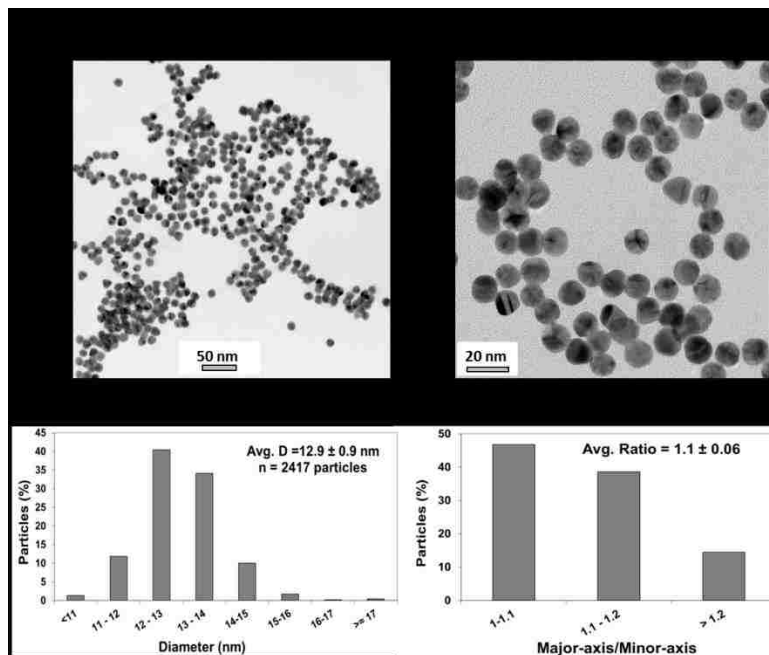 50 nm
20 nm
Avg. D =12.9 ± 0.9 nm
n = 2417 particles
Particles (%)
45
40
35
30
25
20
15
10
5
0
<11
11 - 12
12 - 13
13 - 14
14-15
15-16
16-17
>= 17
Diameter (nm)
Avg. Ratio = 1.1 ± 0.06
Particles (%)
50
40
30
20
10
0
1-1.1
1.1 - 1.2
> 1.2
Major-axis/Minor-axis